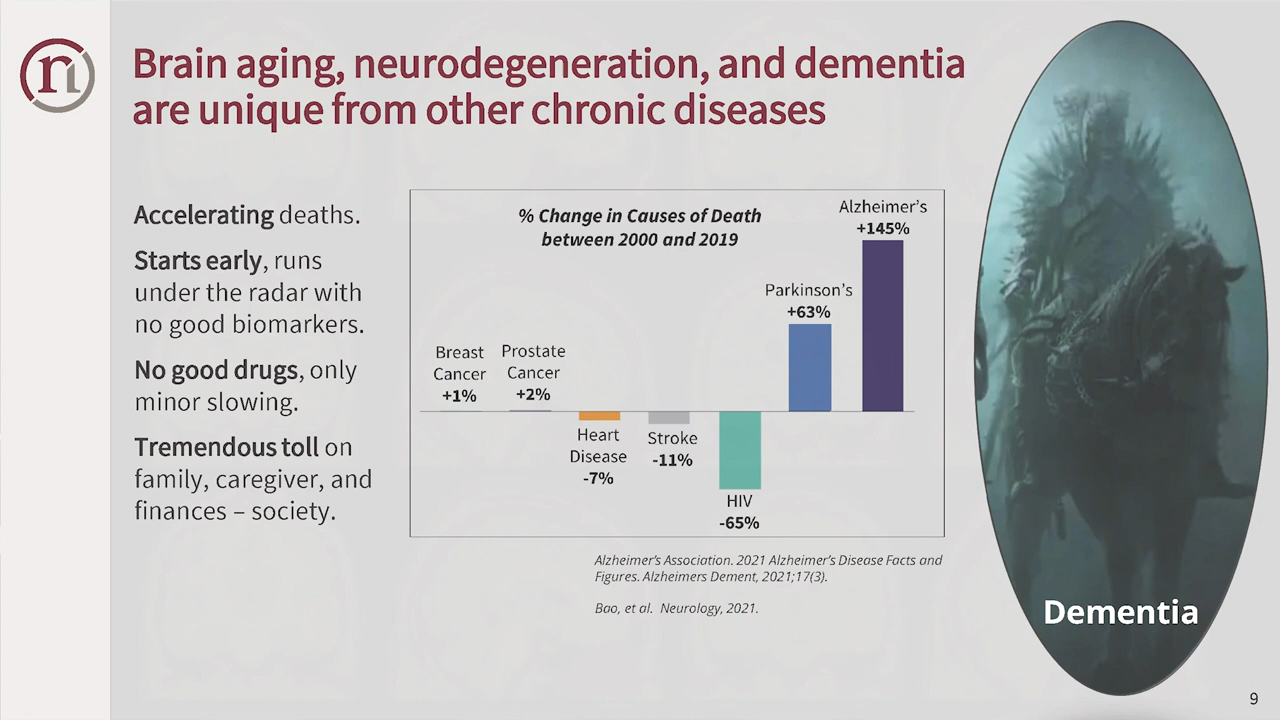 Brain aging, neurodegeneration, and dementia
are unique from other chronic diseases
Accelerating deaths.
Starts early, runs
under the radar with
no good biomarkers.
No good drugs, only
minor slowing.
Tremendous toll on
family, caregiver, and
finances – society.
% Change in Causes of Death
between 2000 and 2019
Breast
Cancer
+1%
Prostate
Cancer
+2%
Heart
Disease
-7%
Stroke
-11%
HIV
-65%
Parkinson's
+63%
Alzheimer's
+145%
Alzheimer's Association. 2021 Alzheimer's Disease Facts and
Figures. Alzheimers Dement, 2021;17(3).
Bao, et al. Neurology, 2021.
Dementia
9